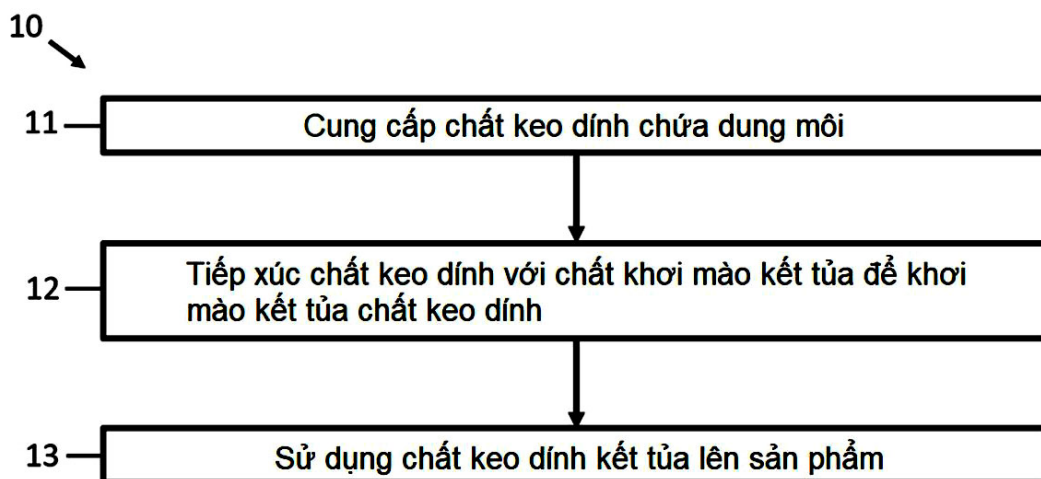 10
11 Cung cấp chất keo dính chứa dung môi
12 Tiếp xúc chất keo dính với chất khơi mào kết tủa để khơi
mào kết tủa chất keo dính
13 Sử dụng chất keo dính kết tủa lên sản phẩm